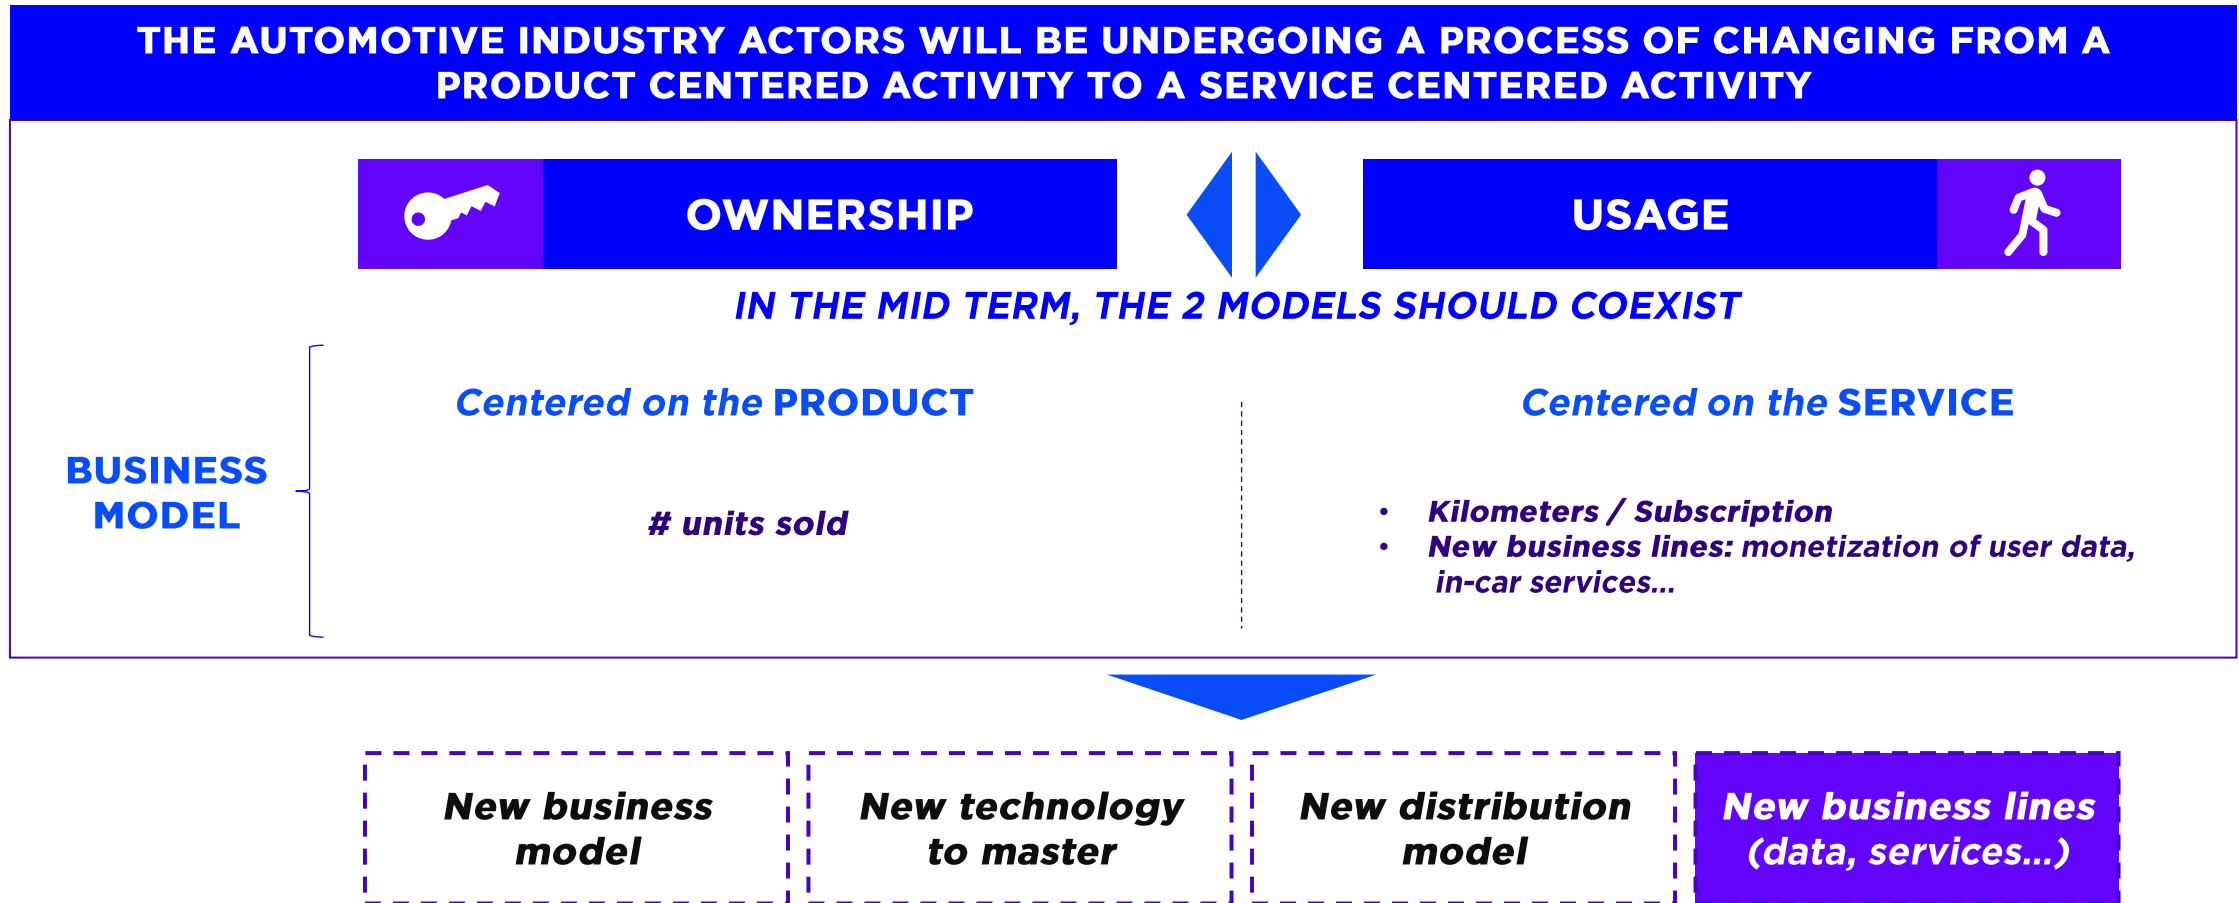 THE AUTOMOTIVE INDUSTRY ACTORS WILL BE UNDERGOING A PROCESS OF CHANGING FROM A
PRODUCT CENTERED ACTIVITY TO A SERVICE CENTERED ACTIVITY
OWNERSHIP
USAGE
IN THE MID TERM, THE 2 MODELS SHOULD COEXIST
BUSINESS
MODEL
Centered on the PRODUCT
# units sold
Centered on the SERVICE
• Kilometers / Subscription
• New business lines: monetization of user data,
in-car services...
New business
model
New technology
to master
New distribution
model
New business lines
(data, services...)